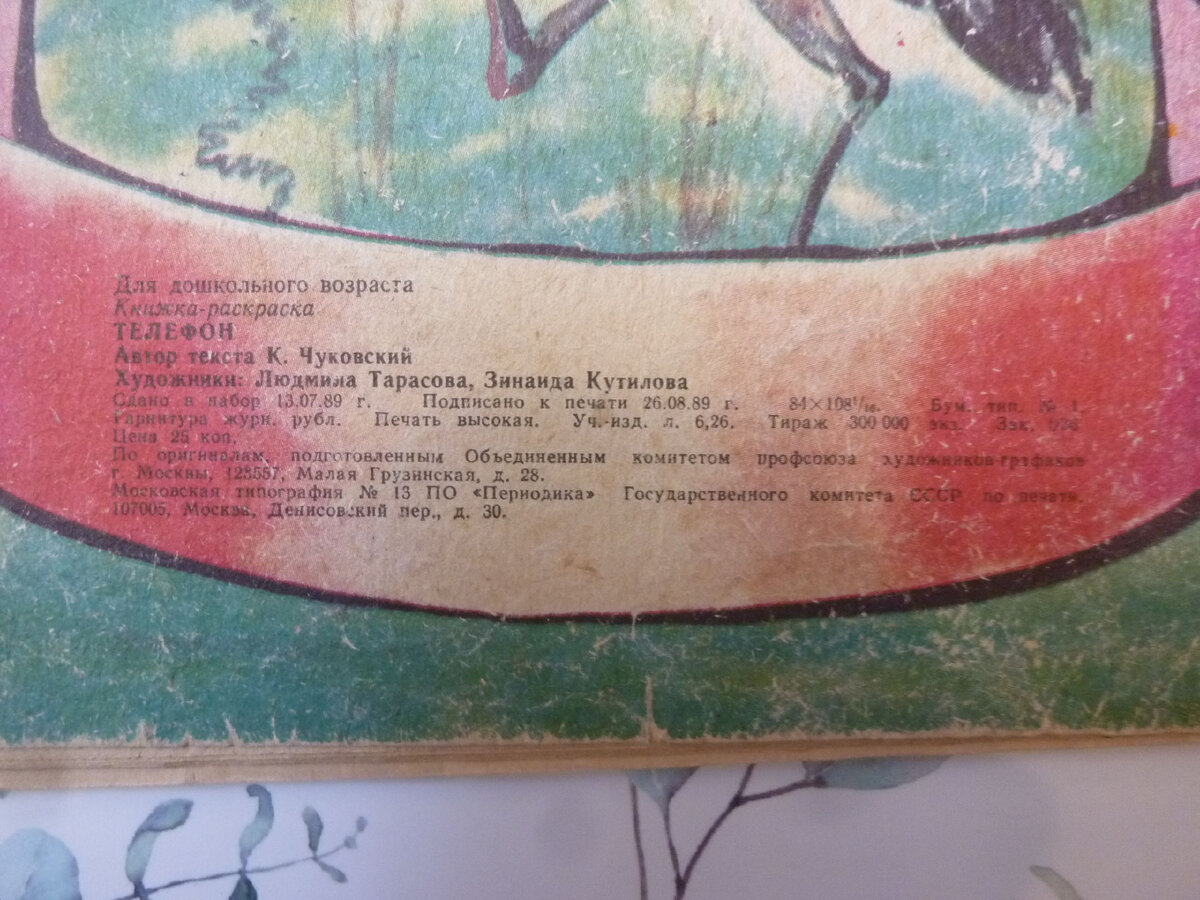 Для дошкольного возраста
Книжка-раскраска
ТЕЛЕФОН
Автор текста К. Чуковский
Художники: Людмила Тарасова, Зинаида Кутилова
Сдано в набор 13.07.89 г. Подписано к печати 26.08.89 г. 84×108¹/₁₆. Бум. тип. № 1.
Гарнитура журн. рубл. Печать высокая. Уч.-изд. л. 6,26. Тираж 300 000 экз. Зак.
Цена 25 коп.
По оригиналам, подготовленным Объединенным комитетом профсоюза художников-графиков
г. Москвы, 123557, Малая Грузинская, д. 28.
Московская типография № 13 ПО «Периодика» Государственного комитета СССР по печати.
107005, Москва, Денисовский пер., д. 30.